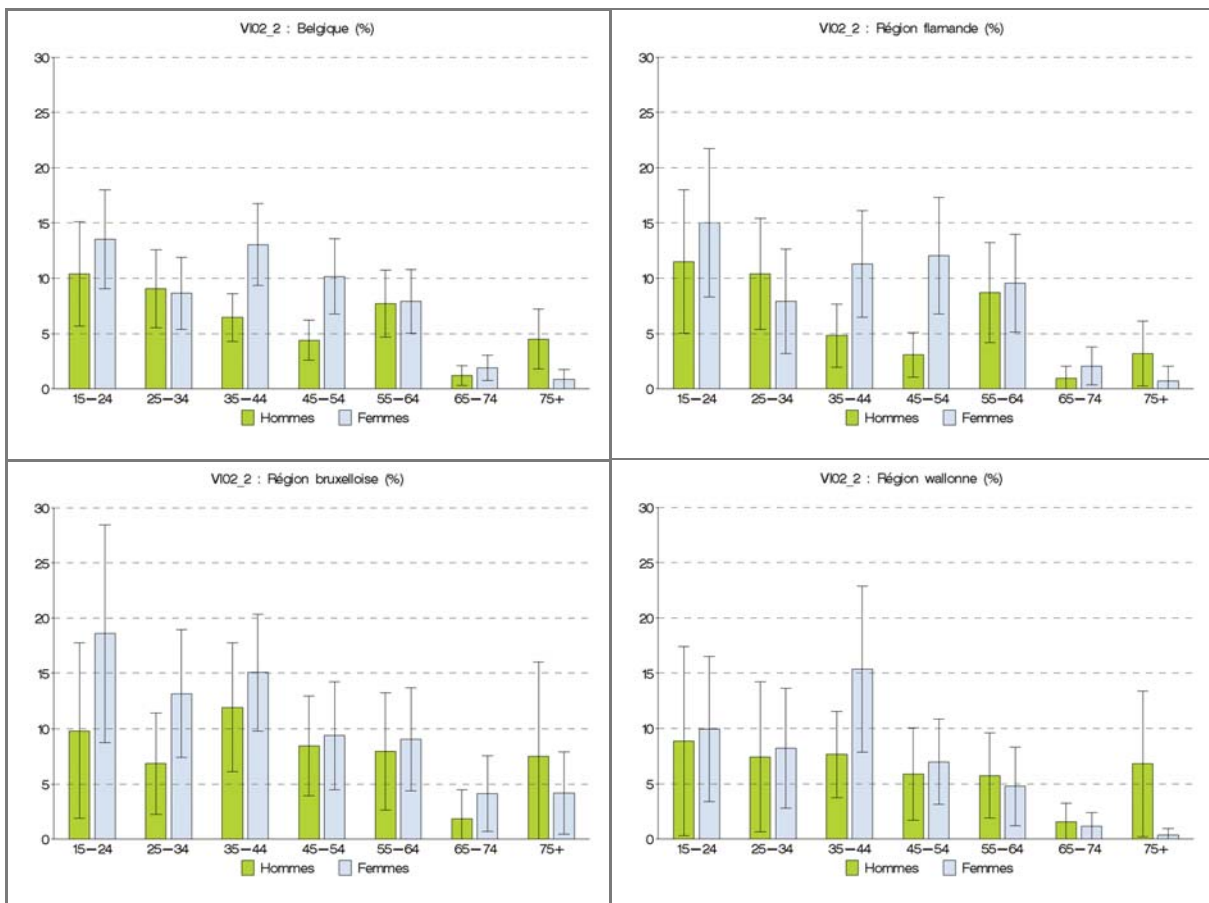 VI02_2 : Belgique (%)
30
25
20
15
10
5
0
15-24 25-34 35-44 45-54 55-64 65-74 75+
Hommes Femmes
VI02_2 : Région flamande (%)
30
25
20
15
10
5
0
15-24 25-34 35-44 45-54 55-64 65-74 75+
Hommes Femmes
VI02_2 : Région bruxelloise (%)
30
25
20
15
10
5
0
15-24 25-34 35-44 45-54 55-64 65-74 75+
Hommes Femmes
VI02_2 : Région wallonne (%)
30
25
20
15
10
5
0
15-24 25-34 35-44 45-54 55-64 65-74 75+
Hommes Femmes